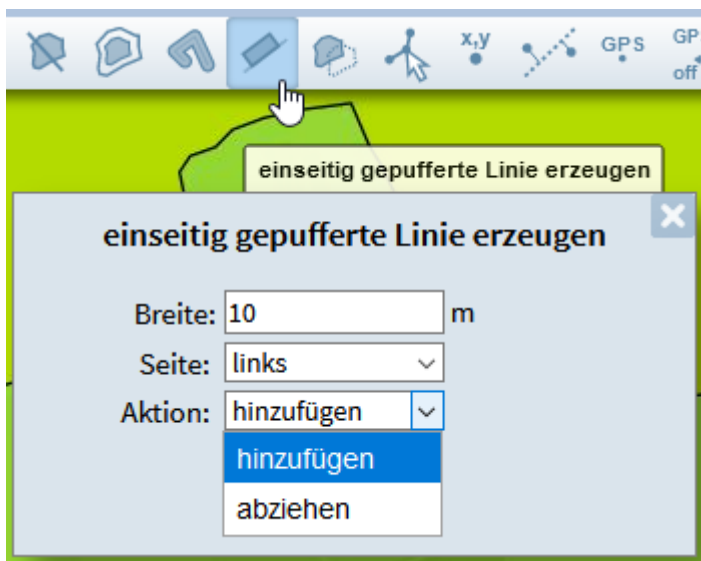 x,y
GPS
GP
off
einseitig gepufferte Linie erzeugen
einseitig gepufferte Linie erzeugen
Breite: 10 m
Seite: links
Aktion: hinzufügen
hinzufügen
abziehen